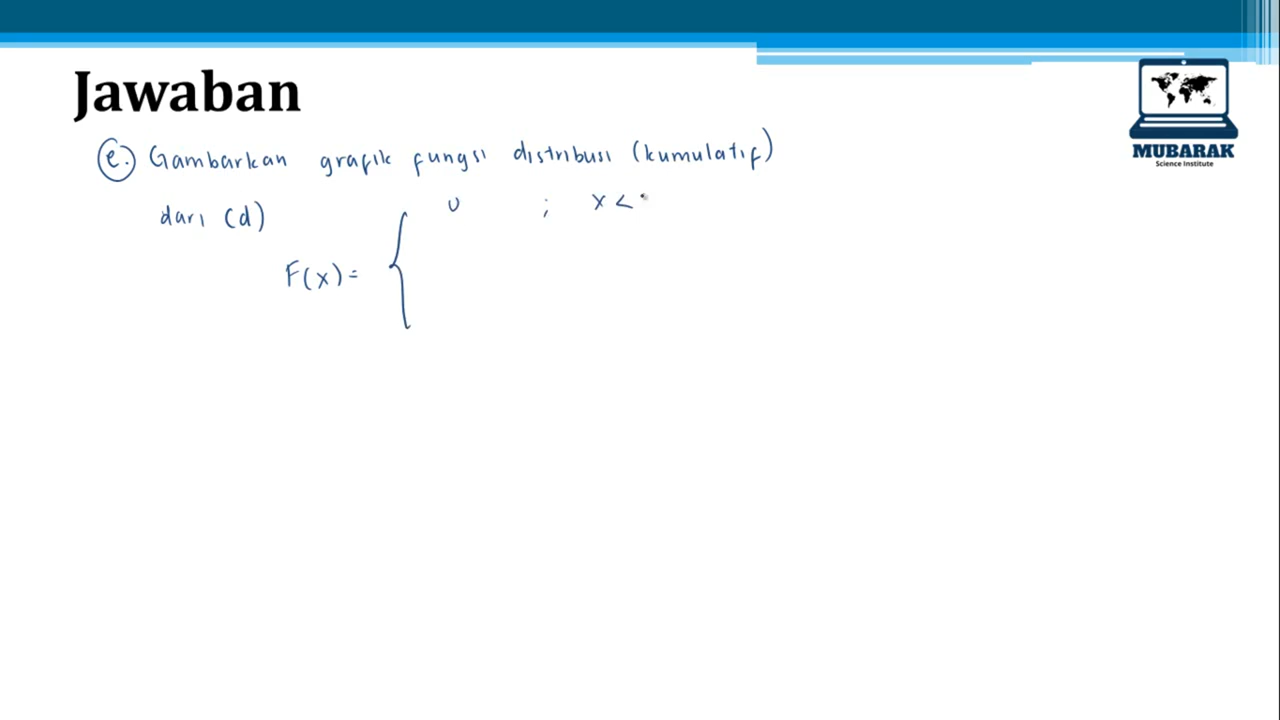 Jawaban
e. Gambarkan grafik fungsi distribusi (kumulatif)
dari (d)
0 ; x <
F(x) = {
MUBARAK
Science Institute